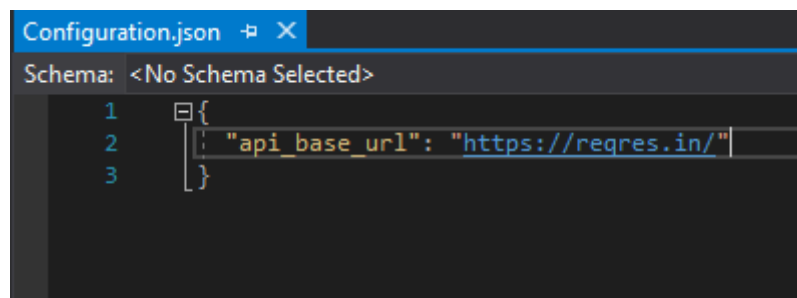 Configuration.json
Schema: <No Schema Selected>
1 {
2 "api_base_url": "https://reqres.in/"
3 }